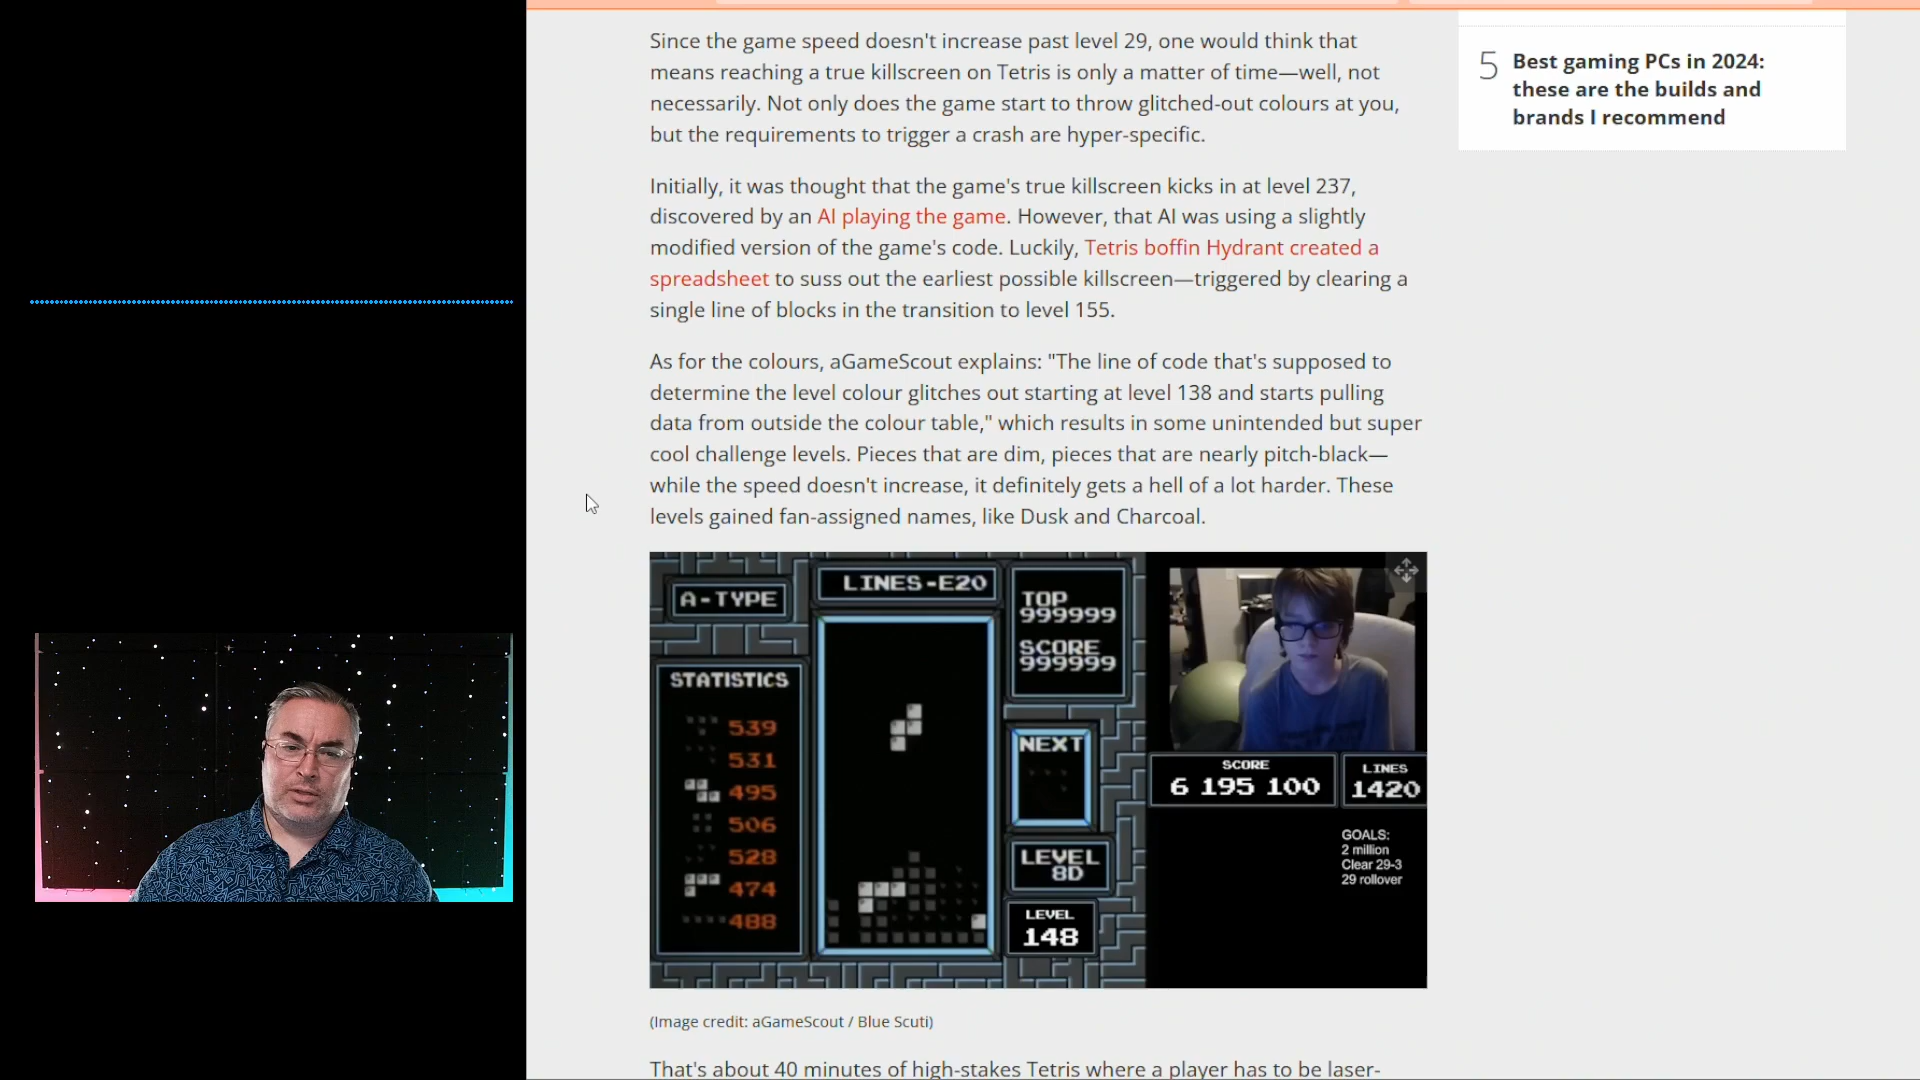 Since the game speed doesn't increase past level 29, one would think that
means reaching a true killscreen on Tetris is only a matter of time—well, not
necessarily. Not only does the game start to throw glitched-out colours at you,
but the requirements to trigger a crash are hyper-specific.
Initially, it was thought that the game's true killscreen kicks in at level 237,
discovered by an AI playing the game. However, that AI was using a slightly
modified version of the game's code. Luckily, Tetris boffin Hydrant created a
spreadsheet to suss out the earliest possible killscreen—triggered by clearing a
single line of blocks in the transition to level 155.
As for the colours, aGameScout explains: "The line of code that's supposed to
determine the level colour glitches out starting at level 138 and starts pulling
data from outside the colour table," which results in some unintended but super
cool challenge levels. Pieces that are dim, pieces that are nearly pitch-black—
while the speed doesn't increase, it definitely gets a hell of a lot harder. These
levels gained fan-assigned names, like Dusk and Charcoal.
A-TYPE
STATISTICS
539
531
495
506
528
474
488
LINES-E20
TOP
999999
SCORE
999999
NEXT
LEVEL
8D
LEVEL
148
SCORE
6 195 100
LINES
1420
GOALS:
2 million
Clear 29-3
29 rollover
(Image credit: aGameScout / Blue Scuti)
That's about 40 minutes of high-stakes Tetris where a player has to be laser-
5
Best gaming PCs in 2024:
these are the builds and
brands I recommend